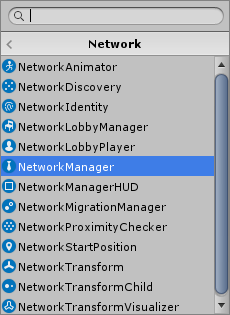 Network
NetworkAnimator
NetworkDiscovery
NetworkIdentity
NetworkLobbyManager
NetworkLobbyPlayer
NetworkManager
NetworkManagerHUD
NetworkMigrationManager
NetworkProximityChecker
NetworkStartPosition
NetworkTransform
NetworkTransformChild
NetworkTransformVisualizer